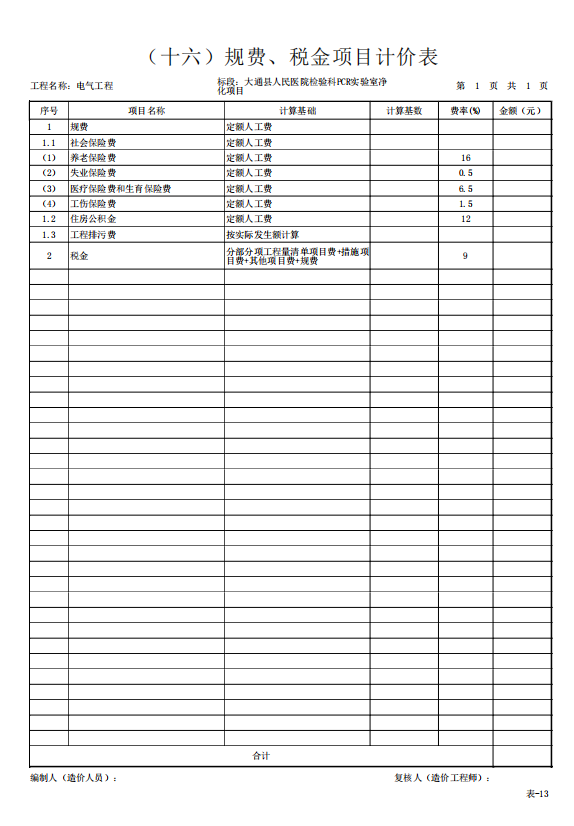 （十六）规费、税金项目计价表
工程名称：电气工程 标段：大通县人民医院检验科PCR实验室净化项目 第 1 页 共 1 页
序号 项目名称 计算基础 计算基数 费率(%) 金额（元）
1 规费 定额人工费
1.1 社会保险费 定额人工费
（1） 养老保险费 定额人工费 16
（2） 失业保险费 定额人工费 0.5
（3） 医疗保险费和生育保险费 定额人工费 6.5
（4） 工伤保险费 定额人工费 1.5
1.2 住房公积金 定额人工费 12
1.3 工程排污费 按实际发生额计算
2 税金 分部分项工程量清单项目费+措施项目费+其他项目费+规费 9
合计
编制人（造价人员）： 复核人（造价工程师）：
表-13